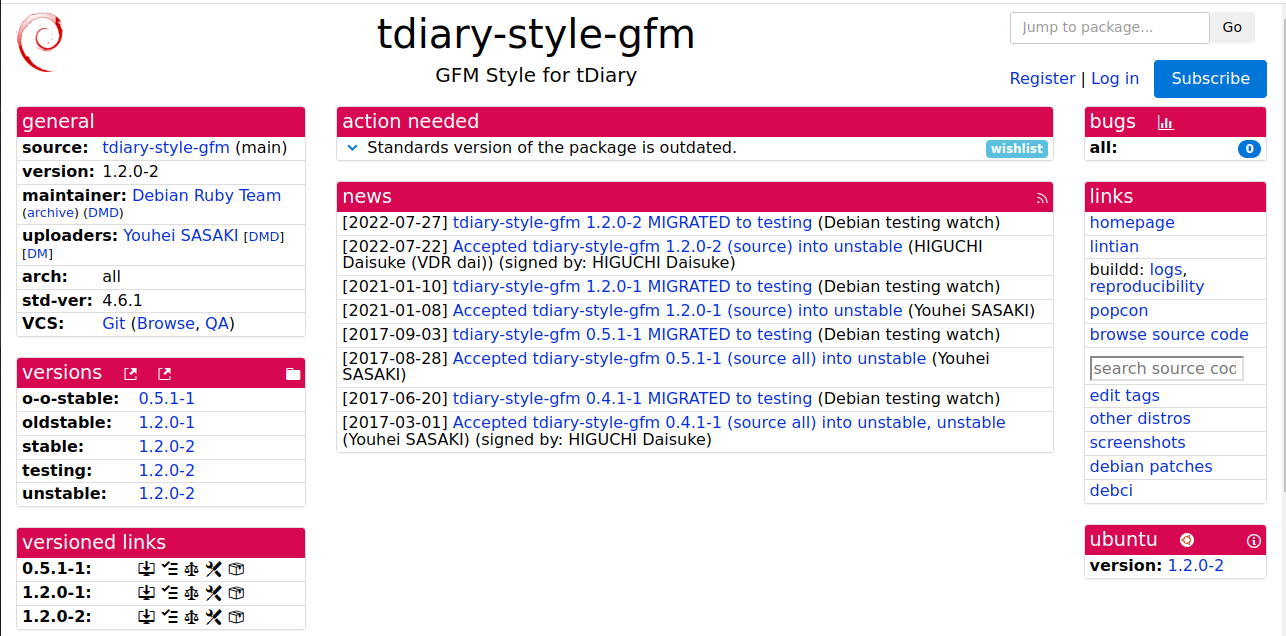 tdiary-style-gfm
GFM Style for tDiary
Jump to package...
Go
Register | Log in
Subscribe
general
source: tdiary-style-gfm (main)
version: 1.2.0-2
maintainer: Debian Ruby Team
(archive) (DMD)
uploaders: Youhei SASAKI [DMD]
[DM]
arch: all
std-ver: 4.6.1
VCS: Git (Browse, QA)
versions
o-o-stable: 0.5.1-1
oldstable: 1.2.0-1
stable: 1.2.0-2
testing: 1.2.0-2
unstable: 1.2.0-2
versioned links
0.5.1-1:
1.2.0-1:
1.2.0-2:
action needed
Standards version of the package is outdated.
wishlist
news
[2022-07-27] tdiary-style-gfm 1.2.0-2 MIGRATED to testing (Debian testing watch)
[2022-07-22] Accepted tdiary-style-gfm 1.2.0-2 (source) into unstable (HIGUCHI
Daisuke (VDR dai)) (signed by: HIGUCHI Daisuke)
[2021-01-10] tdiary-style-gfm 1.2.0-1 MIGRATED to testing (Debian testing watch)
[2021-01-08] Accepted tdiary-style-gfm 1.2.0-1 (source) into unstable (Youhei SASAKI)
[2017-09-03] tdiary-style-gfm 0.5.1-1 MIGRATED to testing (Debian testing watch)
[2017-08-28] Accepted tdiary-style-gfm 0.5.1-1 (source all) into unstable (Youhei
SASAKI)
[2017-06-20] tdiary-style-gfm 0.4.1-1 MIGRATED to testing (Debian testing watch)
[2017-03-01] Accepted tdiary-style-gfm 0.4.1-1 (source all) into unstable, unstable
(Youhei SASAKI) (signed by: HIGUCHI Daisuke)
bugs
all: 0
links
homepage
lintian
buildd: logs,
reproducibility
popcon
browse source code
search source coc
edit tags
other distros
screenshots
debian patches
debci
ubuntu
version: 1.2.0-2